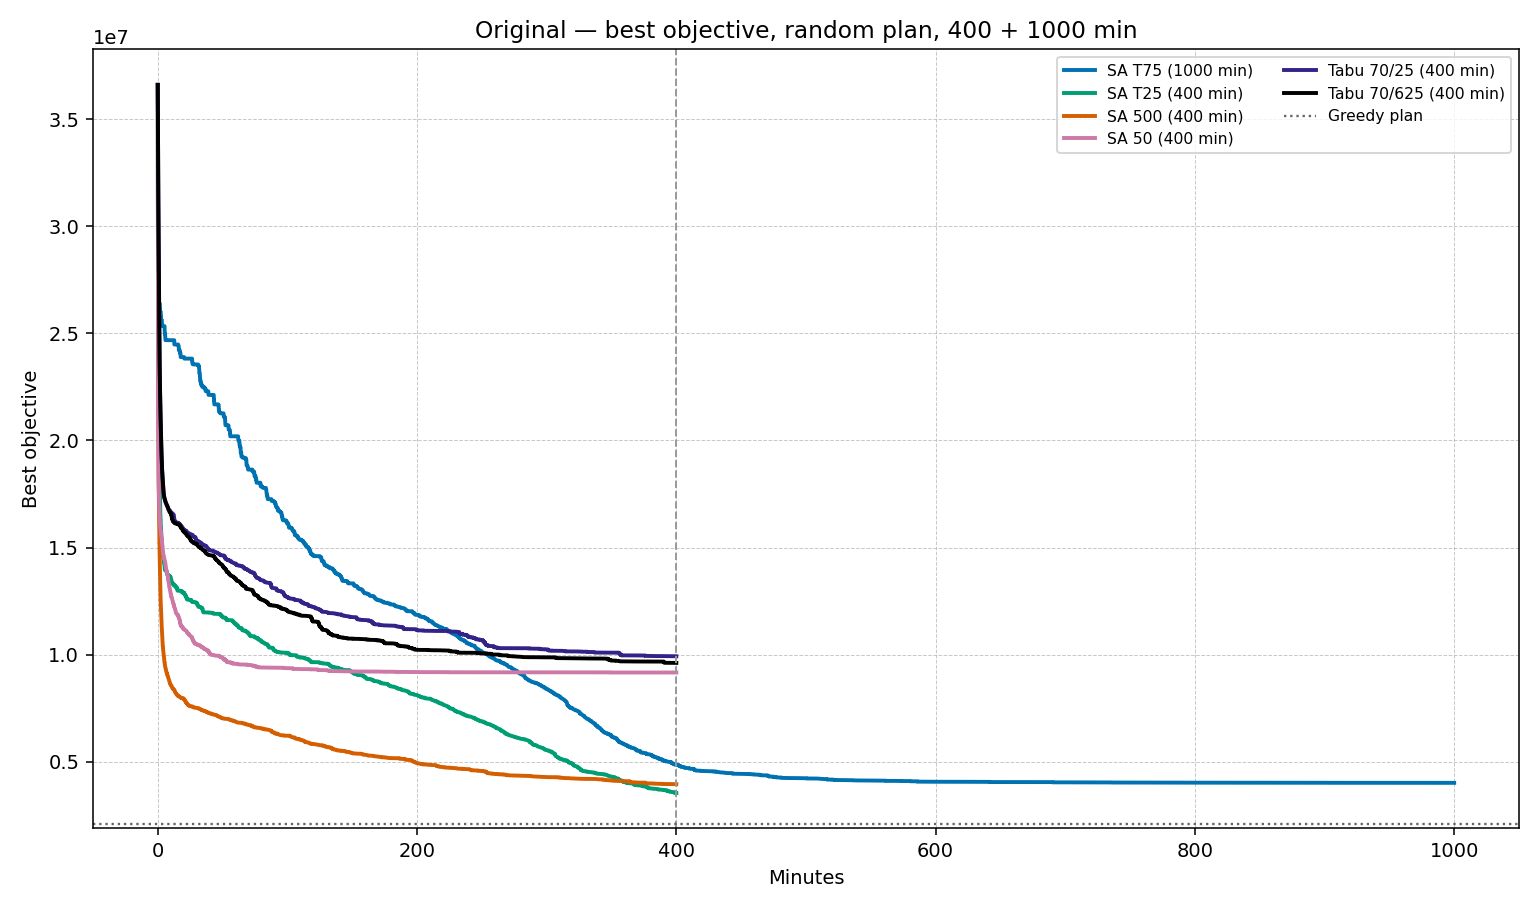 Original — best objective, random plan, 400 + 1000 min
1e7
SA T75 (1000 min)
SA T25 (400 min)
SA 500 (400 min)
SA 50 (400 min)
Tabu 70/25 (400 min)
Tabu 70/625 (400 min)
Greedy plan
3.5
3.0
2.5
2.0
1.5
1.0
0.5
Best objective
0
200
400
600
800
1000
Minutes